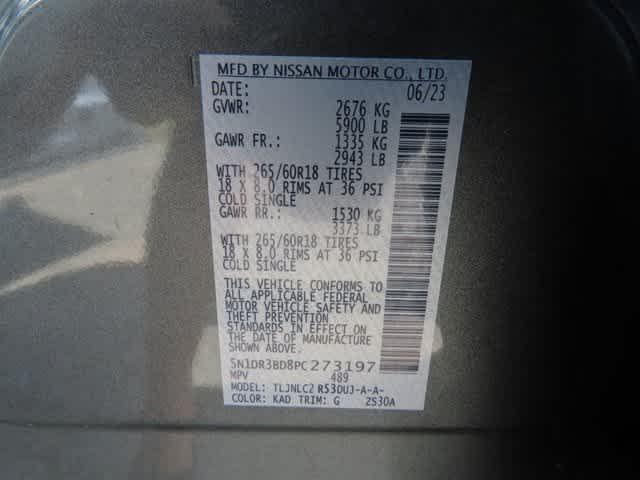 MFD BY NISSAN MOTOR CO., LTD.
DATE: 06/23
GVWR: 2676 KG
5900 LB
GAWR FR.: 1335 KG
2943 LB
WITH 265/60R18 TIRES
18 X 8.0 RIMS AT 36 PSI
COLD SINGLE
GAWR RR.: 1530 KG
3373 LB
WITH 265/60R18 TIRES
18 X 8.0 RIMS AT 36 PSI
COLD SINGLE
THIS VEHICLE CONFORMS TO
ALL APPLICABLE FEDERAL
MOTOR VEHICLE SAFETY AND
THEFT PREVENTION
STANDARDS IN EFFECT ON
THE DATE OF MANUFACTURE
SHOWN ABOVE.
5N1DR3BD8PC273197
MPV 489
MODEL: TLJNLC2 R53DUJ-A-A-
COLOR: KAD TRIM: G 2S30A